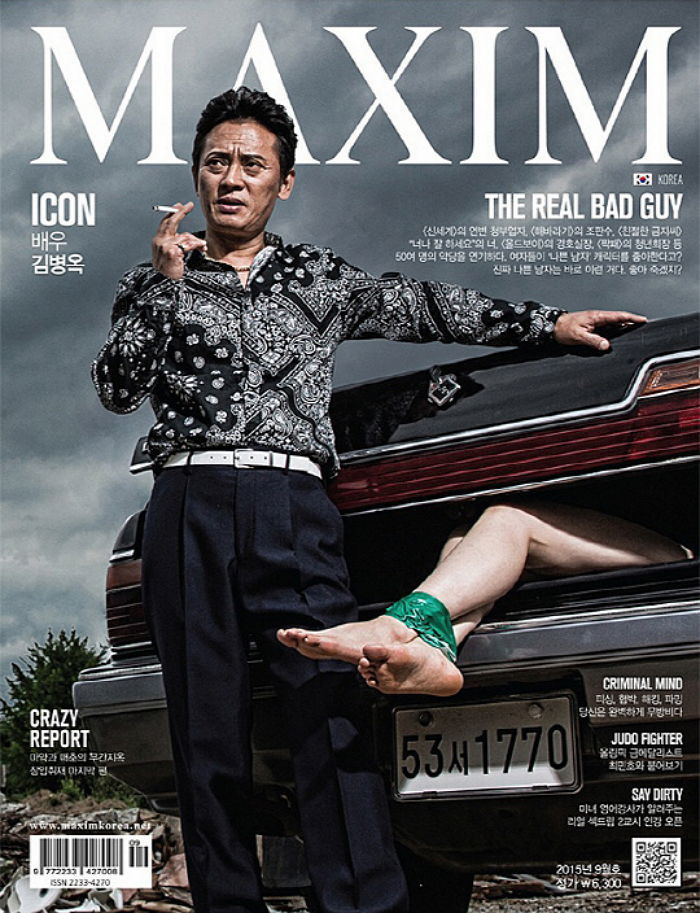 MAXIM
KOREA
ICON
배우
김병옥
THE REAL BAD GUY
〈신세계〉의 연변 청부업자, 〈해바라기〉의 조판수, 〈친절한 금자씨〉
"너나 잘 하세요"의 너, 〈올드보이〉의 경호실장, 〈짝패〉의 청년회장 등
50여 명의 악당을 연기하다. 여자들이 '나쁜 남자' 캐릭터를 좋아한다고?
진짜 나쁜 남자는 바로 이런 거다. 좋아 죽겠지?
CRAZY
REPORT
마약과 매춘의 무간지옥
잠입취재 마지막 편
CRIMINAL MIND
피싱, 협박, 해킹, 파밍
당신은 완벽하게 무방비다
53서1770
JUDO FIGHTER
올림픽 금메달리스트
최민호와 붙어보기
SAY DIRTY
미녀 영어강사가 알려주는
리얼 섹드립 2교시 인강 오픈
www.maximkorea.net
09
9 772233 427008
ISSN 2233-4270
2015년 9월호
정가 ₩6,300